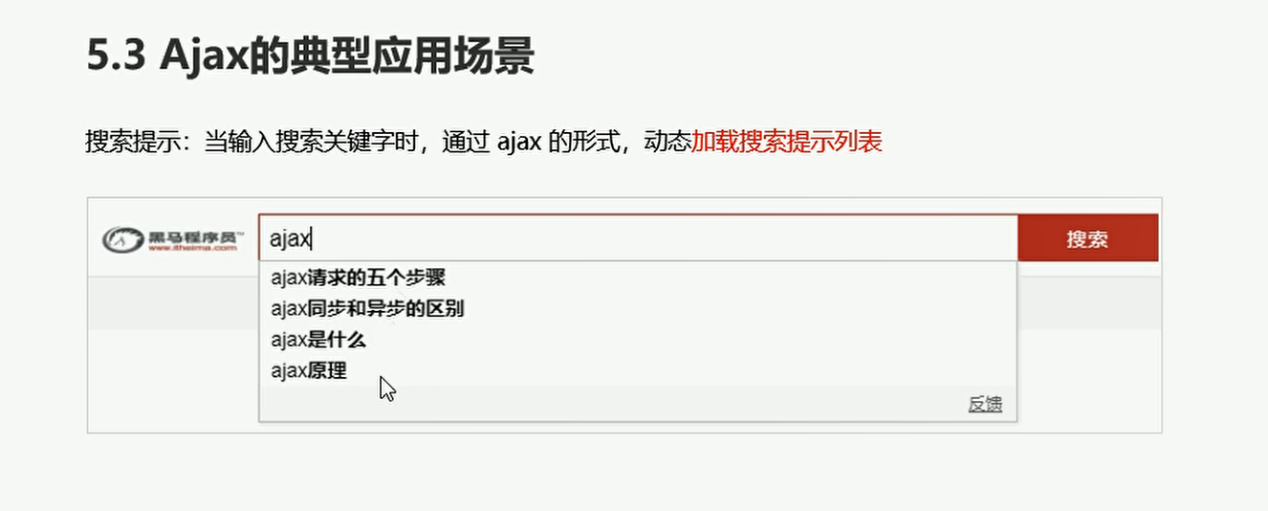 5.3 Ajax的典型应用场景
搜索提示：当输入搜索关键字时，通过 ajax 的形式，动态加载搜索提示列表
黑马程序员™
www.itheima.com
ajax
搜索
ajax请求的五个步骤
ajax同步和异步的区别
ajax是什么
ajax原理
反馈